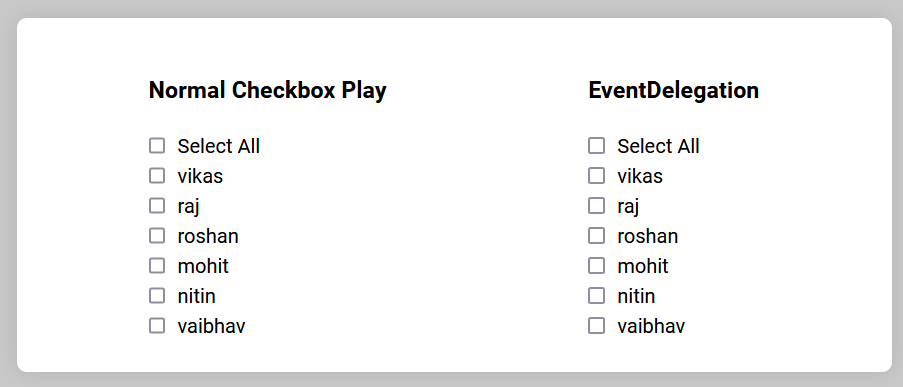 Normal Checkbox Play
Select All
vikas
raj
roshan
mohit
nitin
vaibhav
EventDelegation
Select All
vikas
raj
roshan
mohit
nitin
vaibhav